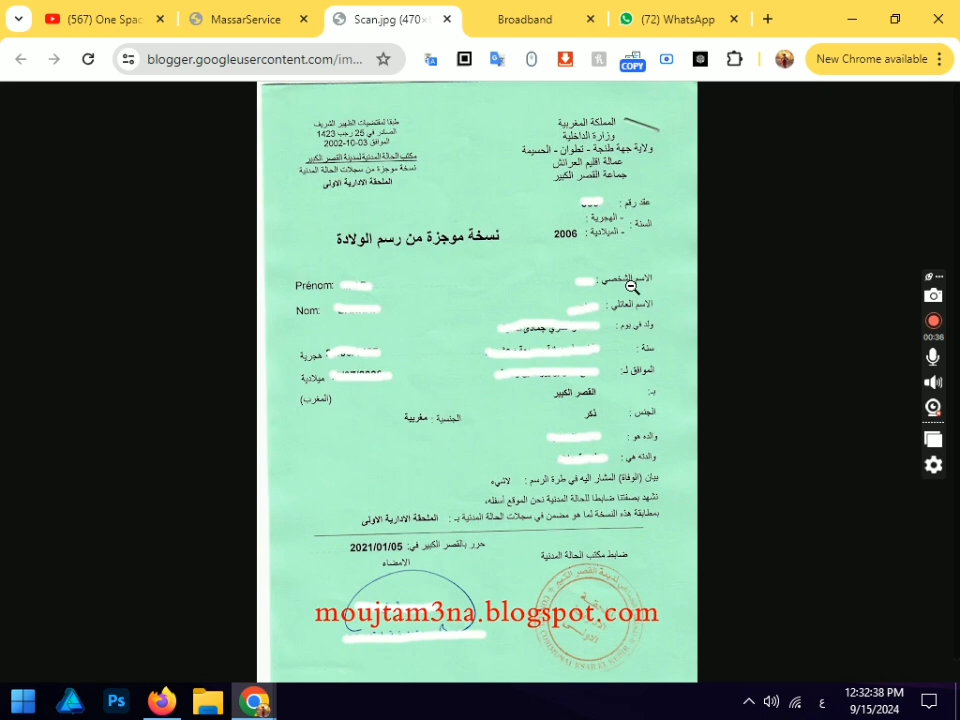 (567) One Spac
MassarService
Scan.jpg (470×
Broadband
(72) WhatsApp
blogger.googleusercontent.com/im...
COPY
New Chrome available
المملكة المغربية
وزارة الداخلية
ولاية جهة طنجة - تطوان - الحسيمة
عمالة اقليم العرائش
جماعة القصر الكبير
طبقا لمقتضيات الظهير الشريف
الصادر في 25 رجب 1423
الموافق 03-10-2002
مكتب الحالة المدنية لمدينة القصر الكبير
نسخة موجزة من سجلات الحالة المدنية
الملحقة الادارية الاولى
عقد رقم :
السنة :
- الهجرية :
- الميلادية : 2006
نسخة موجزة من رسم الولادة
الاسم الشخصي :
Prénom:
الاسم العائلي :
Nom:
ولد في يوم :
سنة :
هجرية
الموافق لـ:
ميلادية
بـ: القصر الكبير
(المغرب)
الجنس : ذكر
الجنسية : مغربية
والده هو :
والدته هي :
بيان (الوفاة) المشار اليه في طرة الرسم : لاشيء
نشهد بصفتنا ضابطا للحالة المدنية نحن الموقع أسفله،
بمطابقة هذه النسخة لما هو مضمن في سجلات الحالة المدنية بـ : الملحقة الادارية الاولى
حرر بالقصر الكبير في: 2021/01/05
الامضاء
ضابط مكتب الحالة المدنية
moujtam3na.blogspot.com
00:36
Ps
ع
12:32:38 PM
9/15/2024